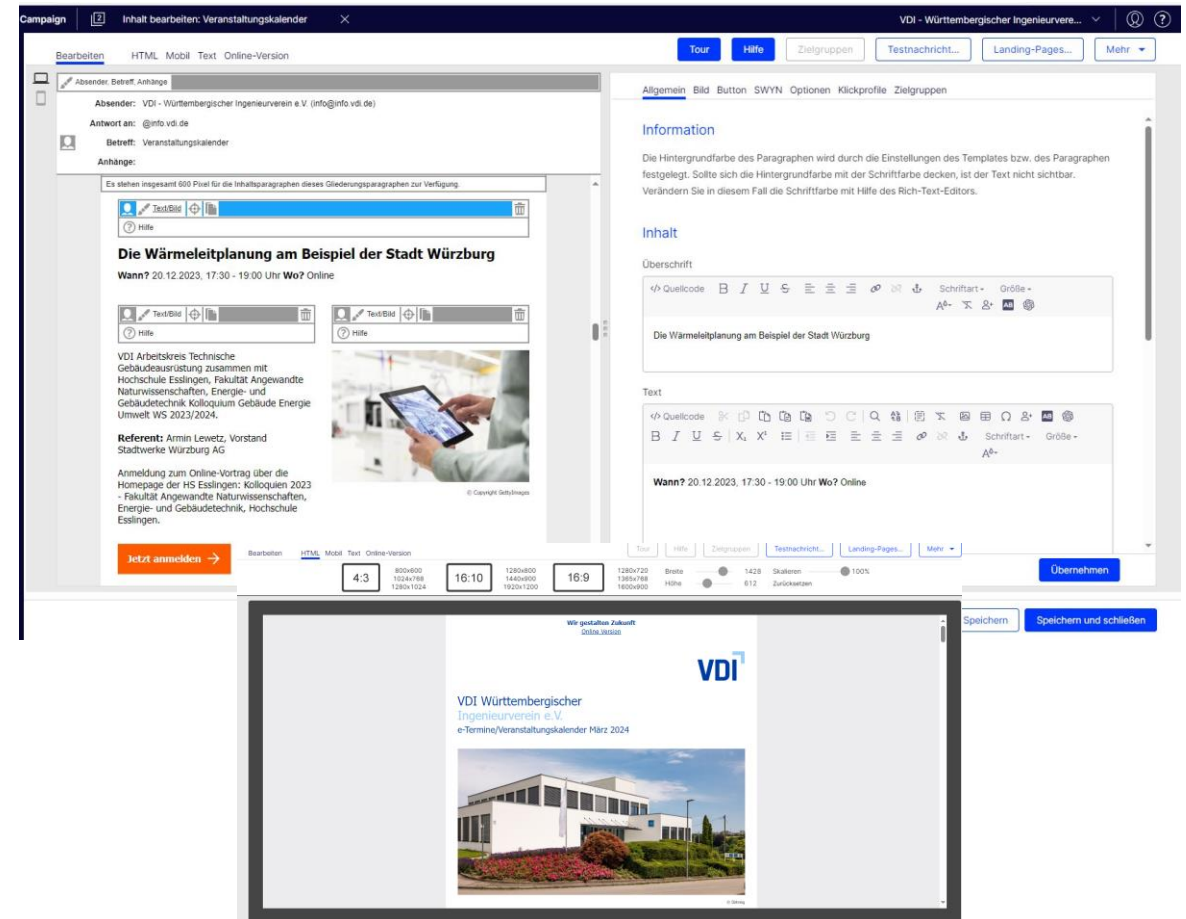 Campaign
2
Inhalt bearbeiten: Veranstaltungskalender
VDI - Württembergischer Ingenieurvere...
?
Bearbeiten HTML Mobil Text Online-Version
Tour
Hilfe
Zielgruppen
Testnachricht...
Landing-Pages...
Mehr
Absender, Betreff, Anhänge
Absender: VDI - Württembergischer Ingenieurverein e.V. (info@info.vdi.de)
Antwort an: @info.vdi.de
Betreff: Veranstaltungskalender
Anhänge:
Es stehen insgesamt 600 Pixel für die Inhaltsparagraphen dieses Gliederungsparagraphen zur Verfügung.
Text/Bild
? Hilfe
Die Wärmeleitplanung am Beispiel der Stadt Würzburg
Wann? 20.12.2023, 17:30 - 19:00 Uhr Wo? Online
Text/Bild
? Hilfe
VDI Arbeitskreis Technische
Gebäudeausrüstung zusammen mit
Hochschule Esslingen, Fakultät Angewandte
Naturwissenschaften, Energie- und
Gebäudetechnik Kolloquium Gebäude Energie
Umwelt WS 2023/2024.
Referent: Armin Lewetz, Vorstand
Stadtwerke Würzburg AG
Anmeldung zum Online-Vortrag über die
Homepage der HS Esslingen: Kolloquien 2023
- Fakultät Angewandte Naturwissenschaften,
Energie- und Gebäudetechnik, Hochschule
Esslingen.
Jetzt anmelden →
Text/Bild
? Hilfe
© Copyright GettyImages
Allgemein Bild Button SWYN Optionen Klickprofile Zielgruppen
Information
Die Hintergrundfarbe des Paragraphen wird durch die Einstellungen des Templates bzw. des Paragraphen
festgelegt. Sollte sich die Hintergrundfarbe mit der Schriftfarbe decken, ist der Text nicht sichtbar.
Verändern Sie in diesem Fall die Schriftfarbe mit Hilfe des Rich-Text-Editors.
Inhalt
Überschrift
Quellcode B I U S Schriftart Größe
Die Wärmeleitplanung am Beispiel der Stadt Würzburg
Text
Quellcode
B I U S X₂ X² Schriftart Größe
Wann? 20.12.2023, 17:30 - 19:00 Uhr Wo? Online
Übernehmen
Speichern
Speichern und schließen
Bearbeiten HTML Mobil Text Online-Version
Tour
Hilfe
Zielgruppen
Testnachricht...
Landing-Pages...
Mehr
4:3
800x600
1024x768
1280x1024
16:10
1280x800
1440x900
1920x1200
16:9
1280x720
1365x768
1600x900
Breite 1428 Skalieren 100%
Höhe 612 Zurücksetzen
Wir gestalten Zukunft
Online Version
VDI
VDI Württembergischer
Ingenieurverein e.V.
e-Termine/Veranstaltungskalender März 2024